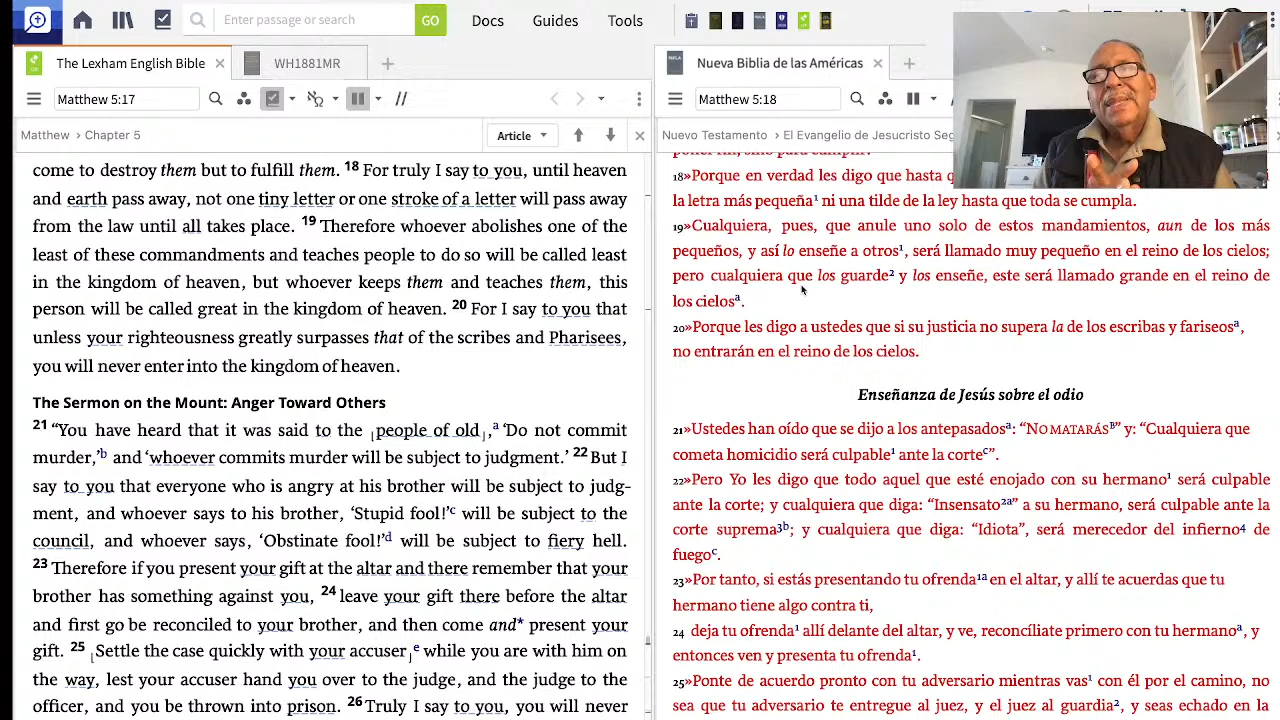 Enter passage or search
GO
Docs
Guides
Tools
The Lexham English Bible
WH1881MR
Nueva Biblia de las Américas
Matthew 5:17
Matthew 5:18
Matthew > Chapter 5
Article
Nuevo Testamento > El Evangelio de Jesucristo Seg
come to destroy them but to fulfill them. 18 For truly I say to you, until heaven
and earth pass away, not one tiny letter or one stroke of a letter will pass away
from the law until all takes place. 19 Therefore whoever abolishes one of the
least of these commandments and teaches people to do so will be called least
in the kingdom of heaven, but whoever keeps them and teaches them, this
person will be called great in the kingdom of heaven. 20 For I say to you that
unless your righteousness greatly surpasses that of the scribes and Pharisees,
you will never enter into the kingdom of heaven.
The Sermon on the Mount: Anger Toward Others
21 “You have heard that it was said to the ⌊people of old⌋,a ‘Do not commit
murder,’b and ‘whoever commits murder will be subject to judgment.’ 22 But I
say to you that everyone who is angry at his brother will be subject to judg-
ment, and whoever says to his brother, ‘Stupid fool!’c will be subject to the
council, and whoever says, ‘Obstinate fool!’d will be subject to fiery hell.
23 Therefore if you present your gift at the altar and there remember that your
brother has something against you, 24 leave your gift there before the altar
and first go be reconciled to your brother, and then come and* present your
gift. 25 ⌊Settle the case quickly with your accuser⌋e while you are with him on
the way, lest your accuser hand you over to the judge, and the judge to the
officer, and you be thrown into prison. 26 Truly I say to you, you will never
poner fin, sino para cumplir.
18»Porque en verdad les digo que hasta q
la letra más pequeña1 ni una tilde de la ley hasta que toda se cumpla.
19»Cualquiera, pues, que anule uno solo de estos mandamientos, aun de los más
pequeños, y así lo enseñe a otros1, será llamado muy pequeño en el reino de los cielos;
pero cualquiera que los guarde2 y los enseñe, este será llamado grande en el reino de
los cielosa.
20»Porque les digo a ustedes que si su justicia no supera la de los escribas y fariseosa,
no entrarán en el reino de los cielos.
Enseñanza de Jesús sobre el odio
21»Ustedes han oído que se dijo a los antepasadosa: “NO MATARÁSB” y: “Cualquiera que
cometa homicidio será culpable1 ante la cortec”.
22»Pero Yo les digo que todo aquel que esté enojado con su hermano1 será culpable
ante la corte; y cualquiera que diga: “Insensato2a” a su hermano, será culpable ante la
corte suprema3b; y cualquiera que diga: “Idiota”, será merecedor del infierno4 de
fuegoc.
23»Por tanto, si estás presentando tu ofrenda1a en el altar, y allí te acuerdas que tu
hermano tiene algo contra ti,
24 deja tu ofrenda1 allí delante del altar, y ve, reconcíliate primero con tu hermanoa, y
entonces ven y presenta tu ofrenda1.
25»Ponte de acuerdo pronto con tu adversario mientras vas1 con él por el camino, no
sea que tu adversario te entregue al juez, y el juez al guardia2, y seas echado en la